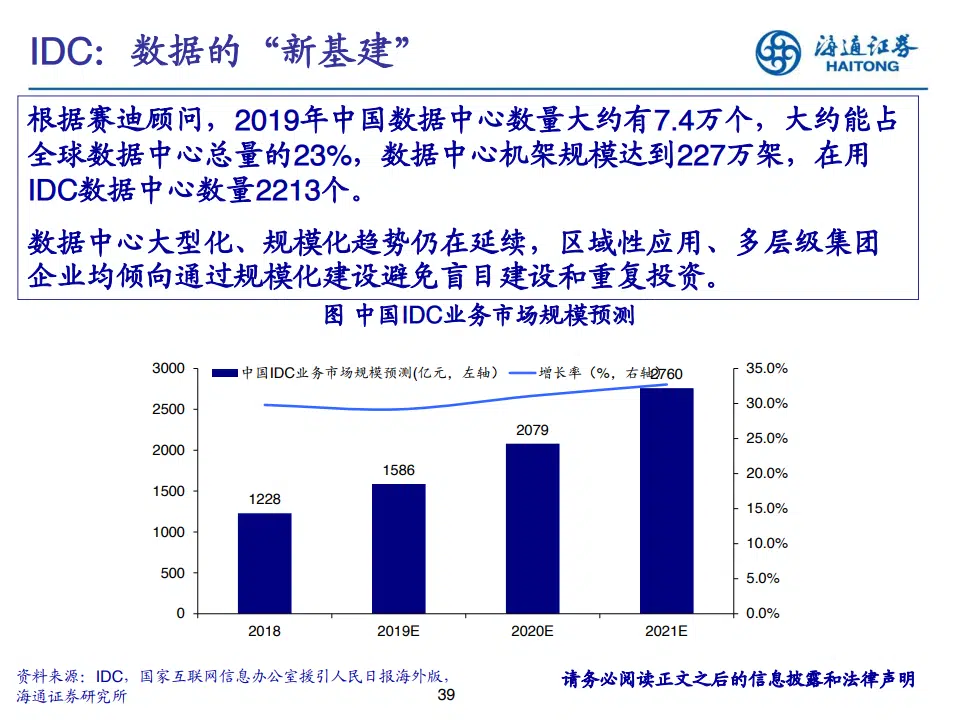 IDC：数据的“新基建”
海通证券
HAITONG
根据赛迪顾问，2019年中国数据中心数量大约有7.4万个，大约能占
全球数据中心总量的23%，数据中心机架规模达到227万架，在用
IDC数据中心数量2213个。
数据中心大型化、规模化趋势仍在延续，区域性应用、多层级集团
企业均倾向通过规模化建设避免盲目建设和重复投资。
图 中国IDC业务市场规模预测
中国IDC业务市场规模预测(亿元，左轴）
增长率（%，右轴）
3000
2500
2000
1500
1000
500
0
1228
1586
2079
2760
35.0%
30.0%
25.0%
20.0%
15.0%
10.0%
5.0%
0.0%
2018
2019E
2020E
2021E
资料来源：IDC，国家互联网信息办公室援引人民日报海外版，
海通证券研究所
39
请务必阅读正文之后的信息披露和法律声明